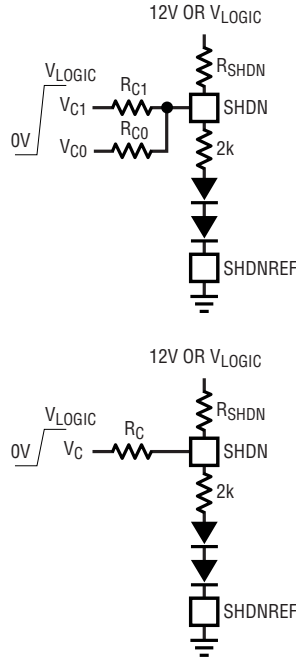 12V OR VLOGIC
RSHDN
VLOGIC
RC1
0V
VC1
SHDN
RC0
VC0
2k
SHDNREF
12V OR VLOGIC
RSHDN
VLOGIC
RC
0V
VC
SHDN
2k
SHDNREF